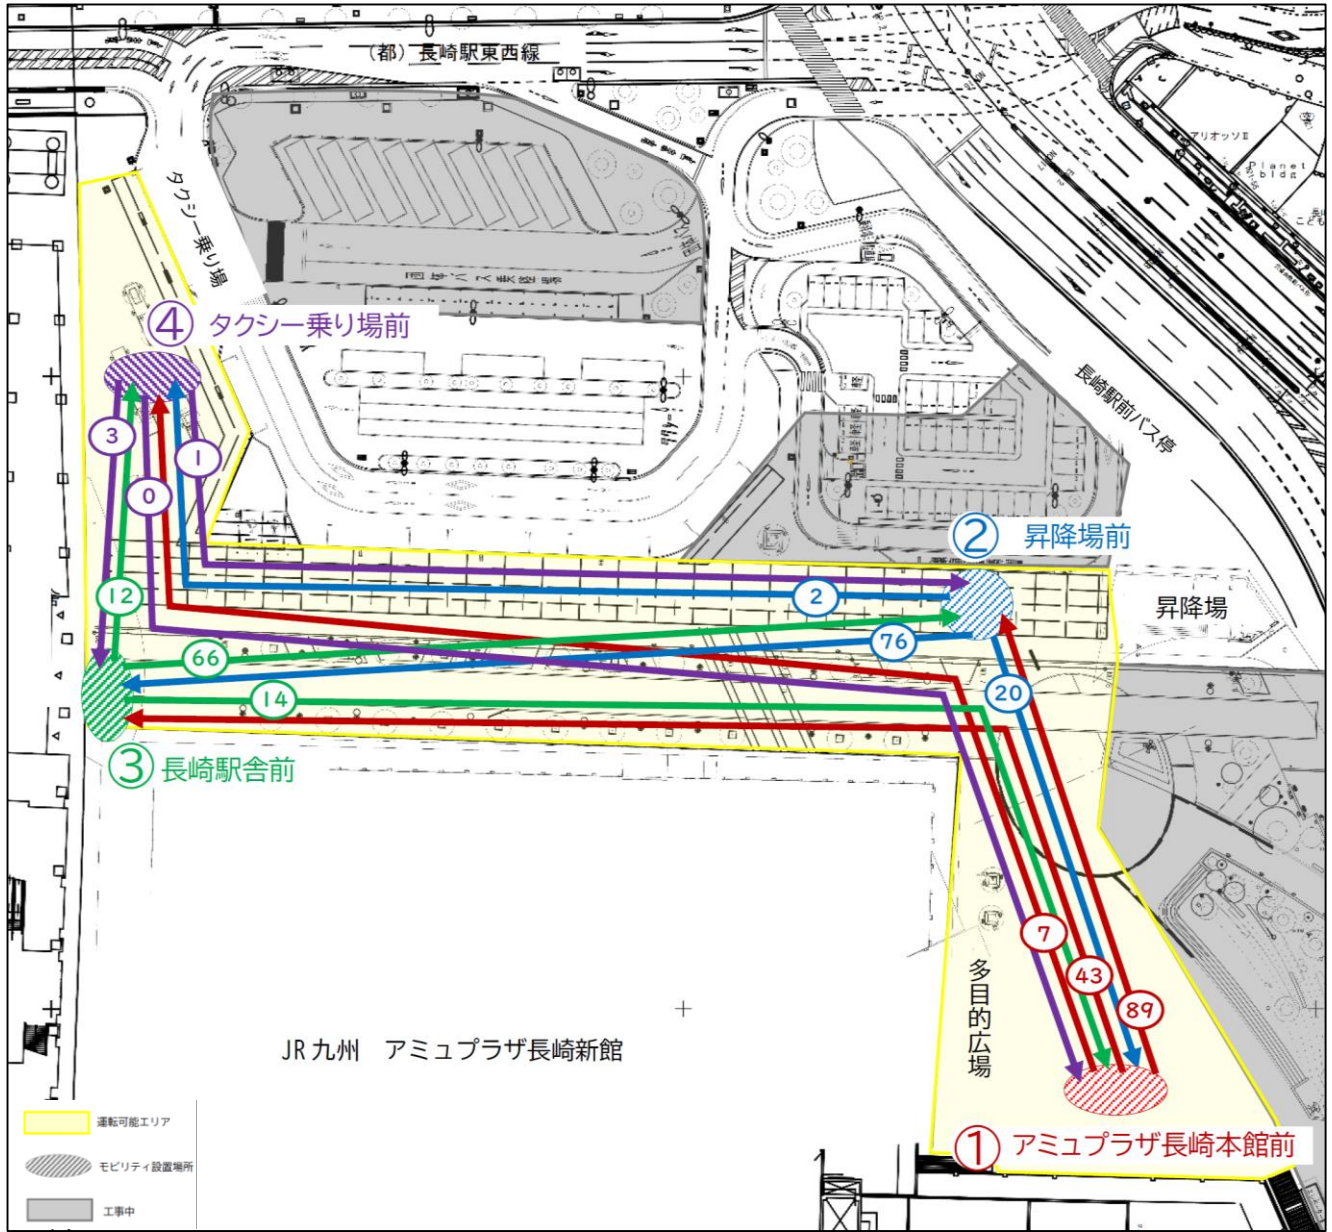 (都)長崎駅東西線
アリオッソⅡ
Planet
bldg
こども
タクシー乗り場
④ タクシー乗り場前
長崎駅前バス停
3
1
0
② 昇降場前
12
2
昇降場
66
76
14
20
③ 長崎駅舎前
7
多目的広場
43
89
JR九州 アミュプラザ長崎新館
① アミュプラザ長崎本館前
運転可能エリア
モビリティ設置場所
工事中